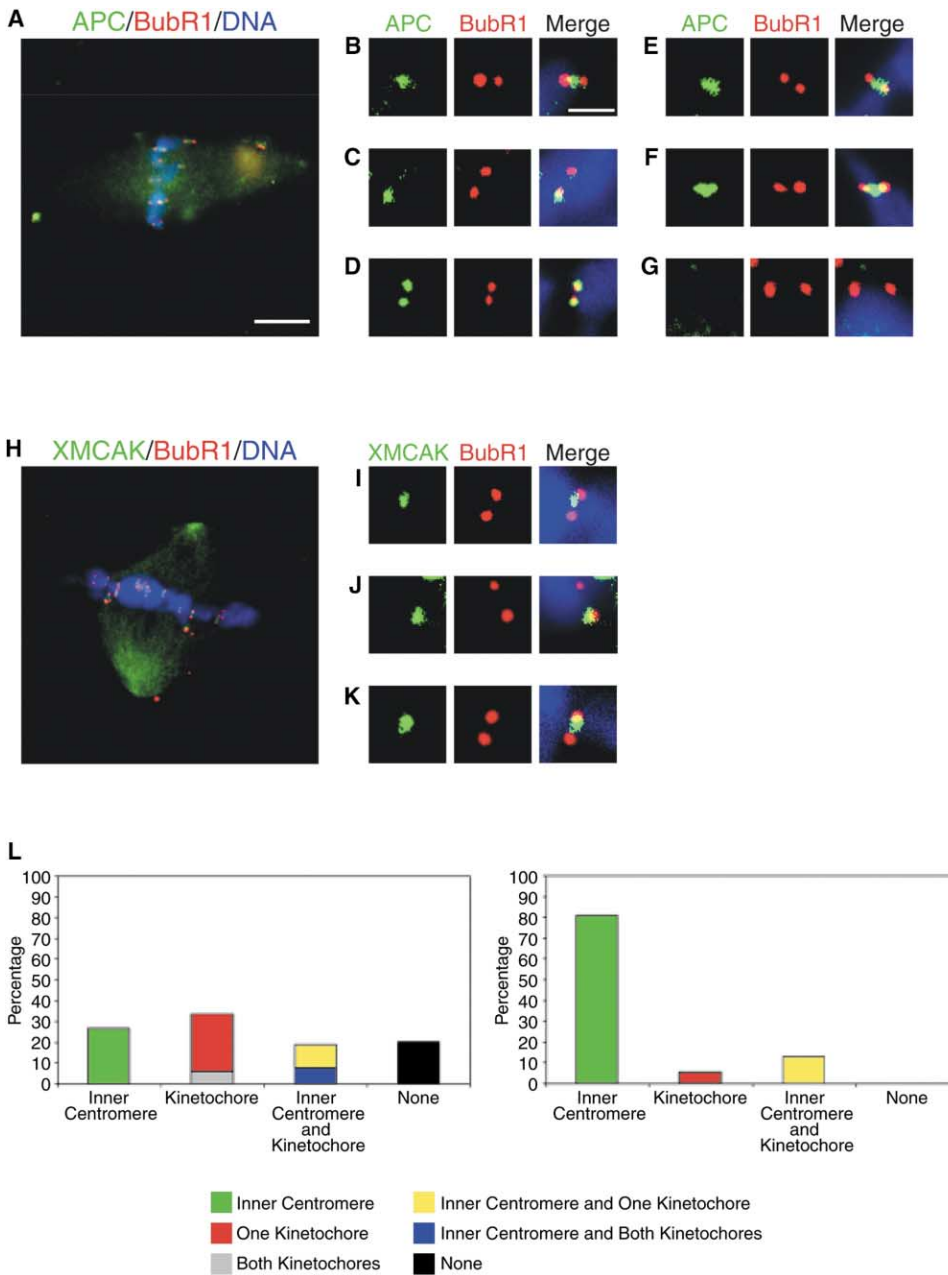 A
APC/BubR1/DNA
B
APC BubR1 Merge
E
APC BubR1 Merge
C
F
D
G
H
XMCAK/BubR1/DNA
I
XMCAK BubR1 Merge
J
K
L
Percentage
100
90
80
70
60
50
40
30
20
10
0
Inner
Centromere
Kinetochore
Inner
Centromere
and
Kinetochore
None
Percentage
100
90
80
70
60
50
40
30
20
10
0
Inner
Centromere
Kinetochore
Inner
Centromere
and
Kinetochore
None
Inner Centromere
One Kinetochore
Both Kinetochores
Inner Centromere and One Kinetochore
Inner Centromere and Both Kinetochores
None